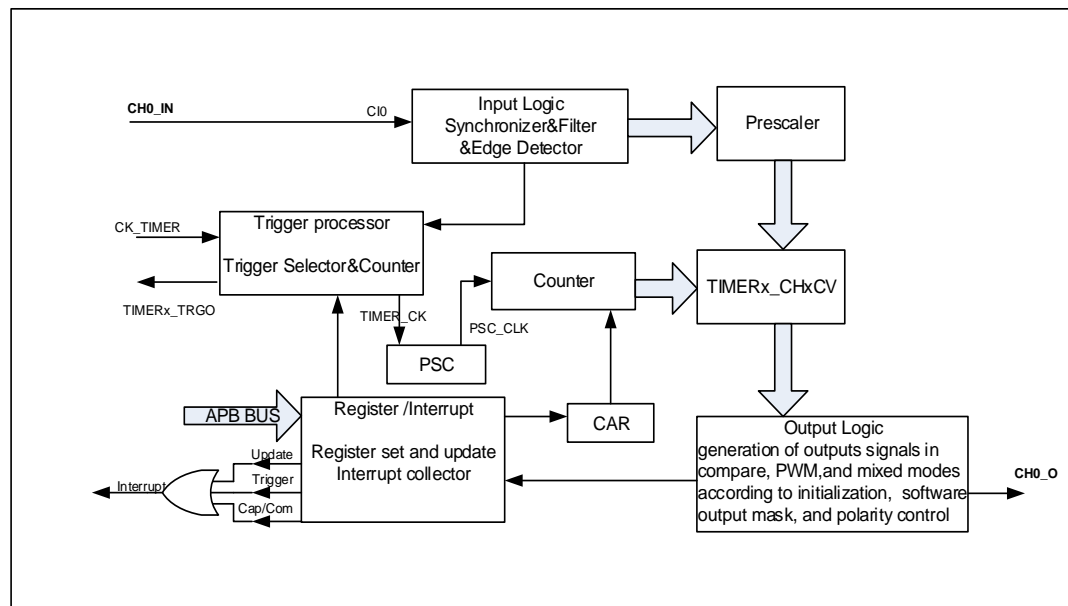 CH0_IN
CI0
Input Logic
Synchronizer&Filter
&Edge Detector
Prescaler
CK_TIMER
Trigger processor
Trigger Selector&Counter
TIMERx_TRGO
TIMER_CK
PSC
PSC_CLK
Counter
TIMERx_CHxCV
APB BUS
Register /Interrupt
Register set and update
Interrupt collector
CAR
Update
Trigger
Cap/Com
Interrupt
Output Logic
generation of outputs signals in
compare, PWM,and mixed modes
according to initialization, software
output mask, and polarity control
CH0_O